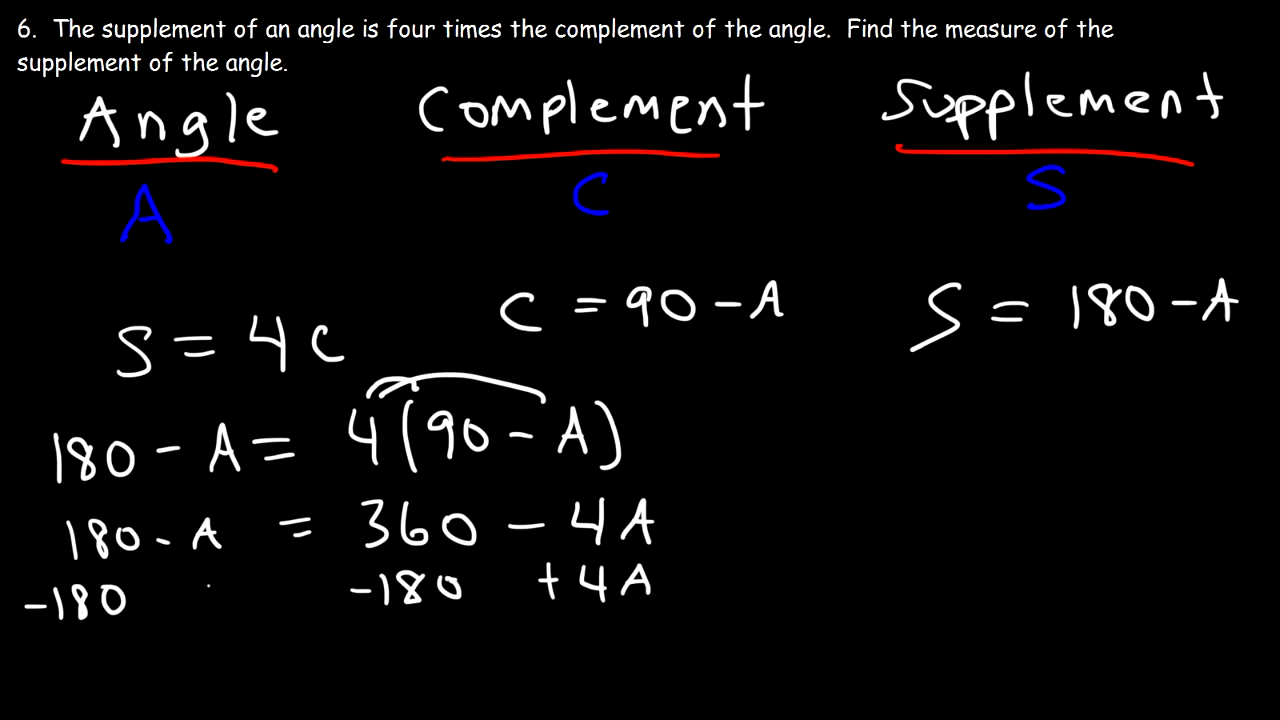 6. The supplement of an angle is four times the complement of the angle. Find the measure of the
supplement of the angle.
Angle Complement Supplement
A C S
C = 90 - A S = 180 - A
S = 4C
180 - A = 4(90 - A)
180 - A = 360 - 4A
-180 -180 + 4A